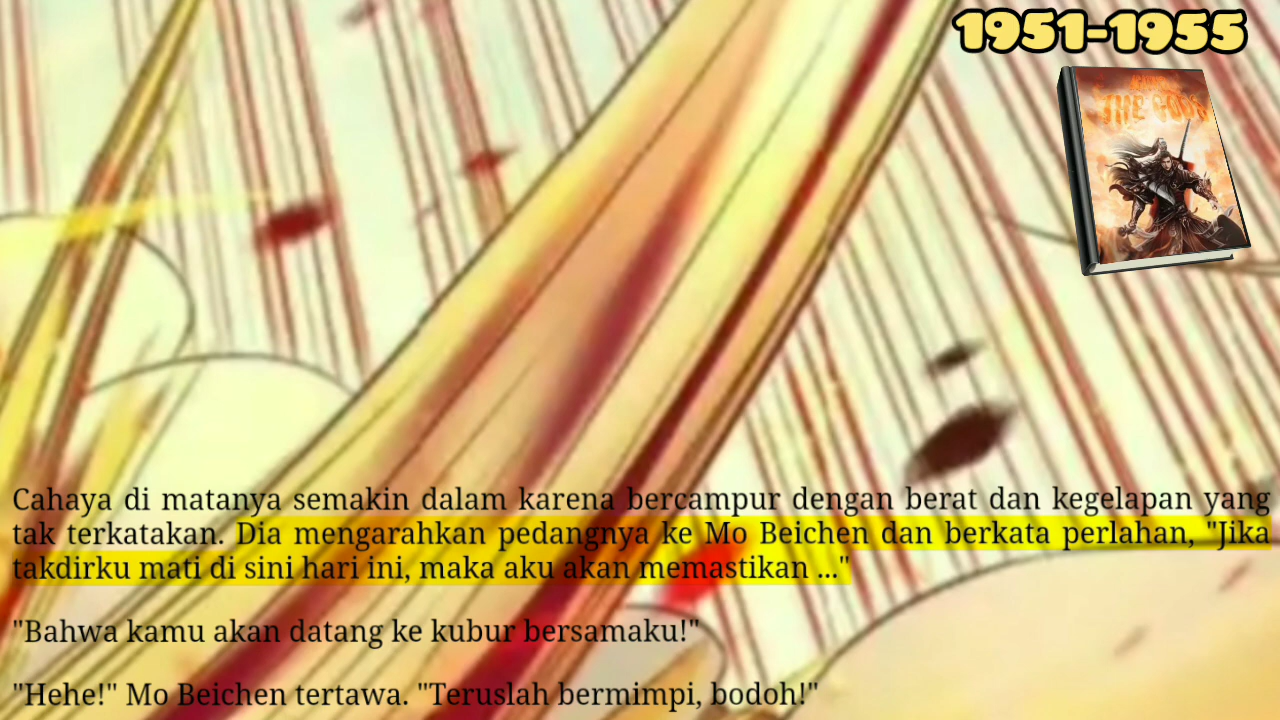 1951-1955
AGAINST
THE GODS
Cahaya di matanya semakin dalam karena bercampur dengan berat dan kegelapan yang
tak terkatakan. Dia mengarahkan pedangnya ke Mo Beichen dan berkata perlahan, "Jika
takdirku mati di sini hari ini, maka aku akan memastikan ..."
"Bahwa kamu akan datang ke kubur bersamaku!"
"Hehe!" Mo Beichen tertawa. "Teruslah bermimpi, bodoh!"